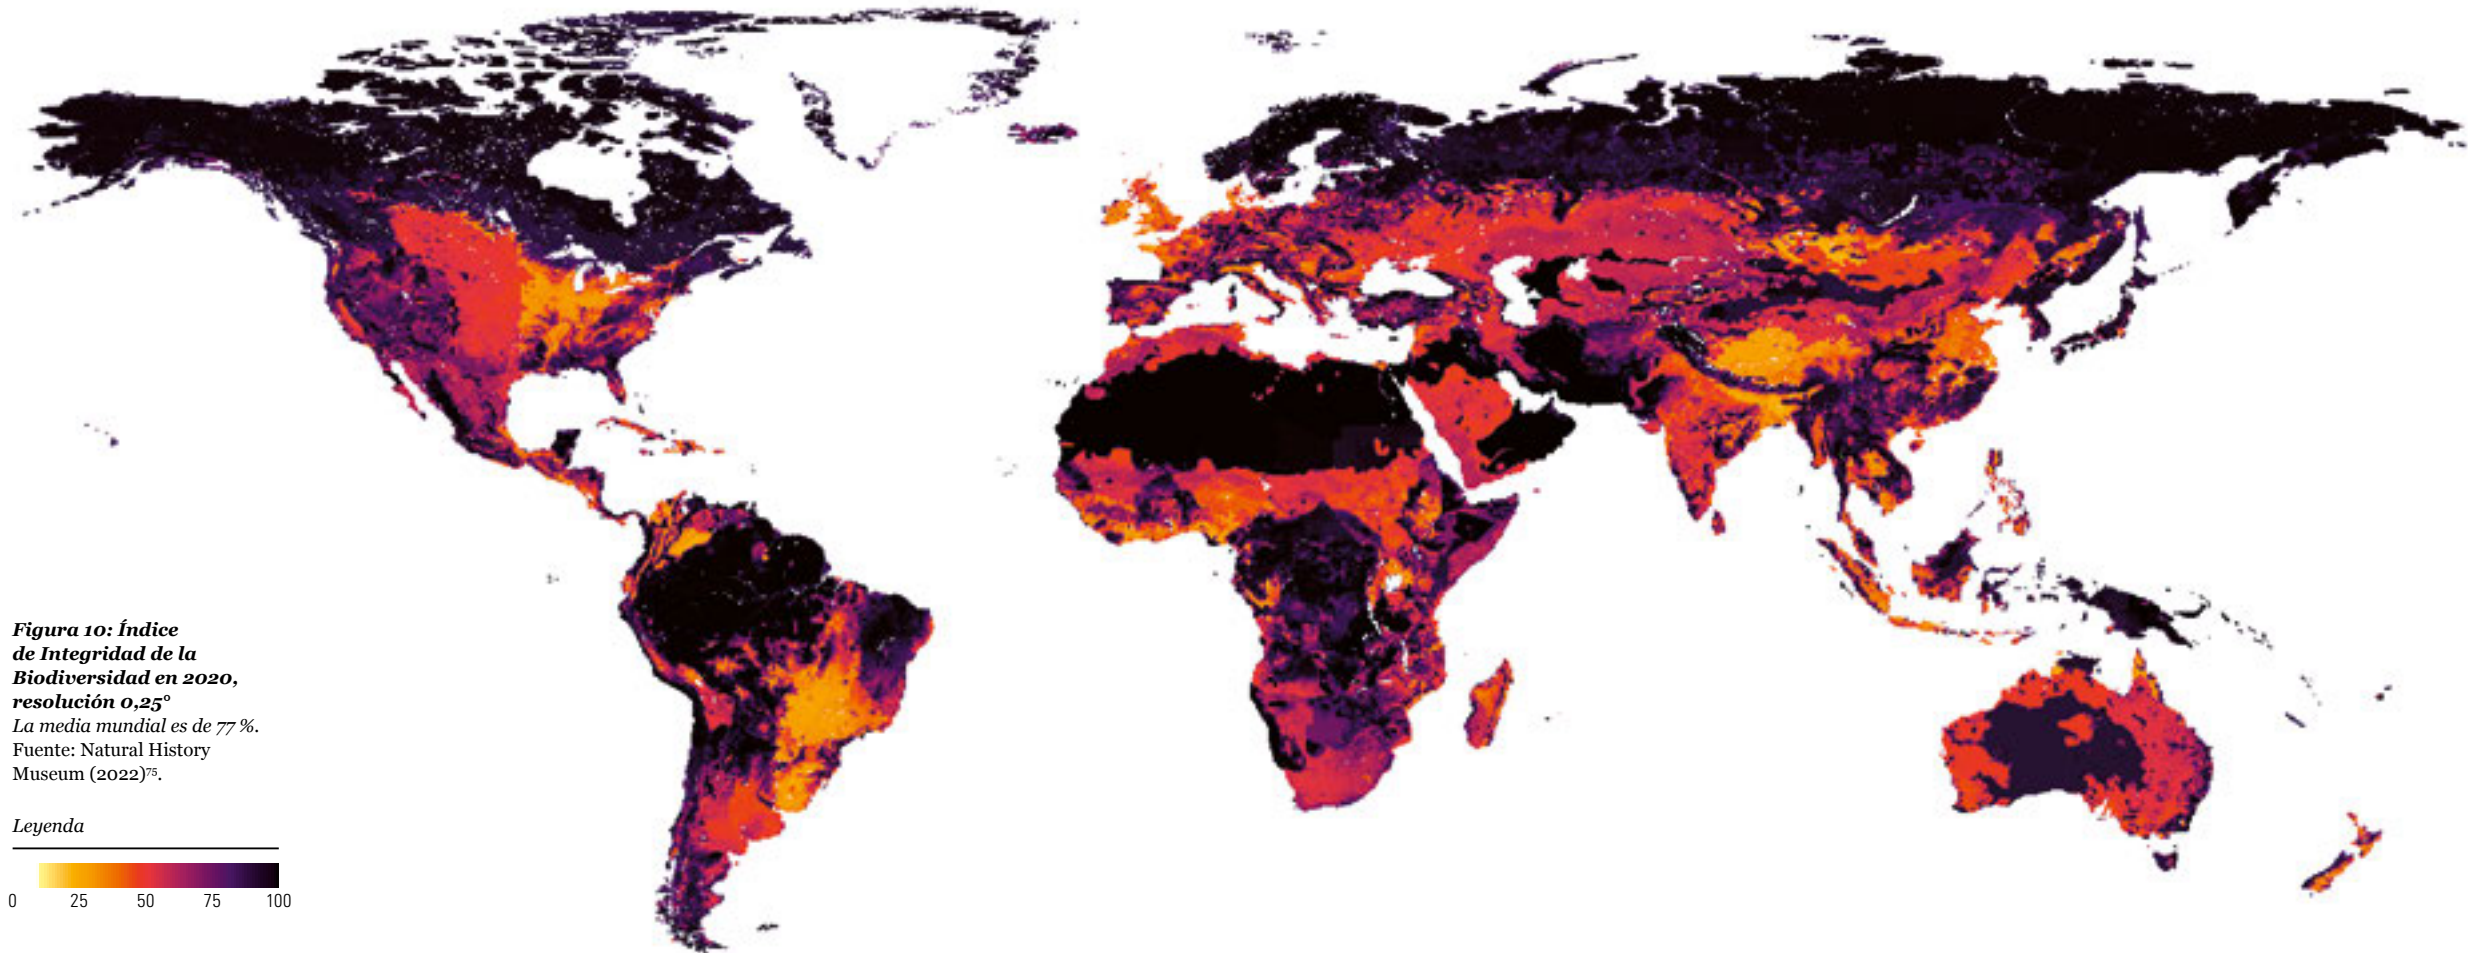 Figura 10: Índice
de Integridad de la
Biodiversidad en 2020,
resolución 0,25°
La media mundial es de 77 %.
Fuente: Natural History
Museum (2022)⁷⁵.
Leyenda
0 25 50 75 100